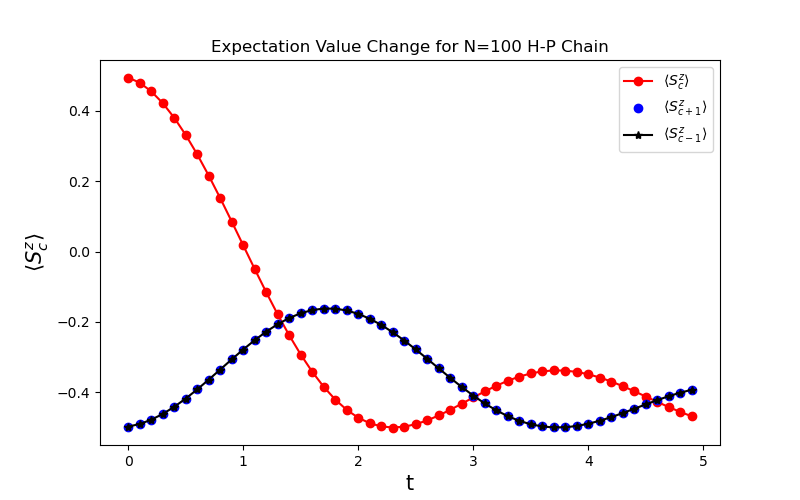 Expectation Value Change for N=100 H-P Chain
⟨S_c^z⟩
⟨S_{c+1}^z⟩
⟨S_{c−1}^z⟩
⟨S_c^z⟩
0.4
0.2
0.0
−0.2
−0.4
0 1 2 3 4 5
t